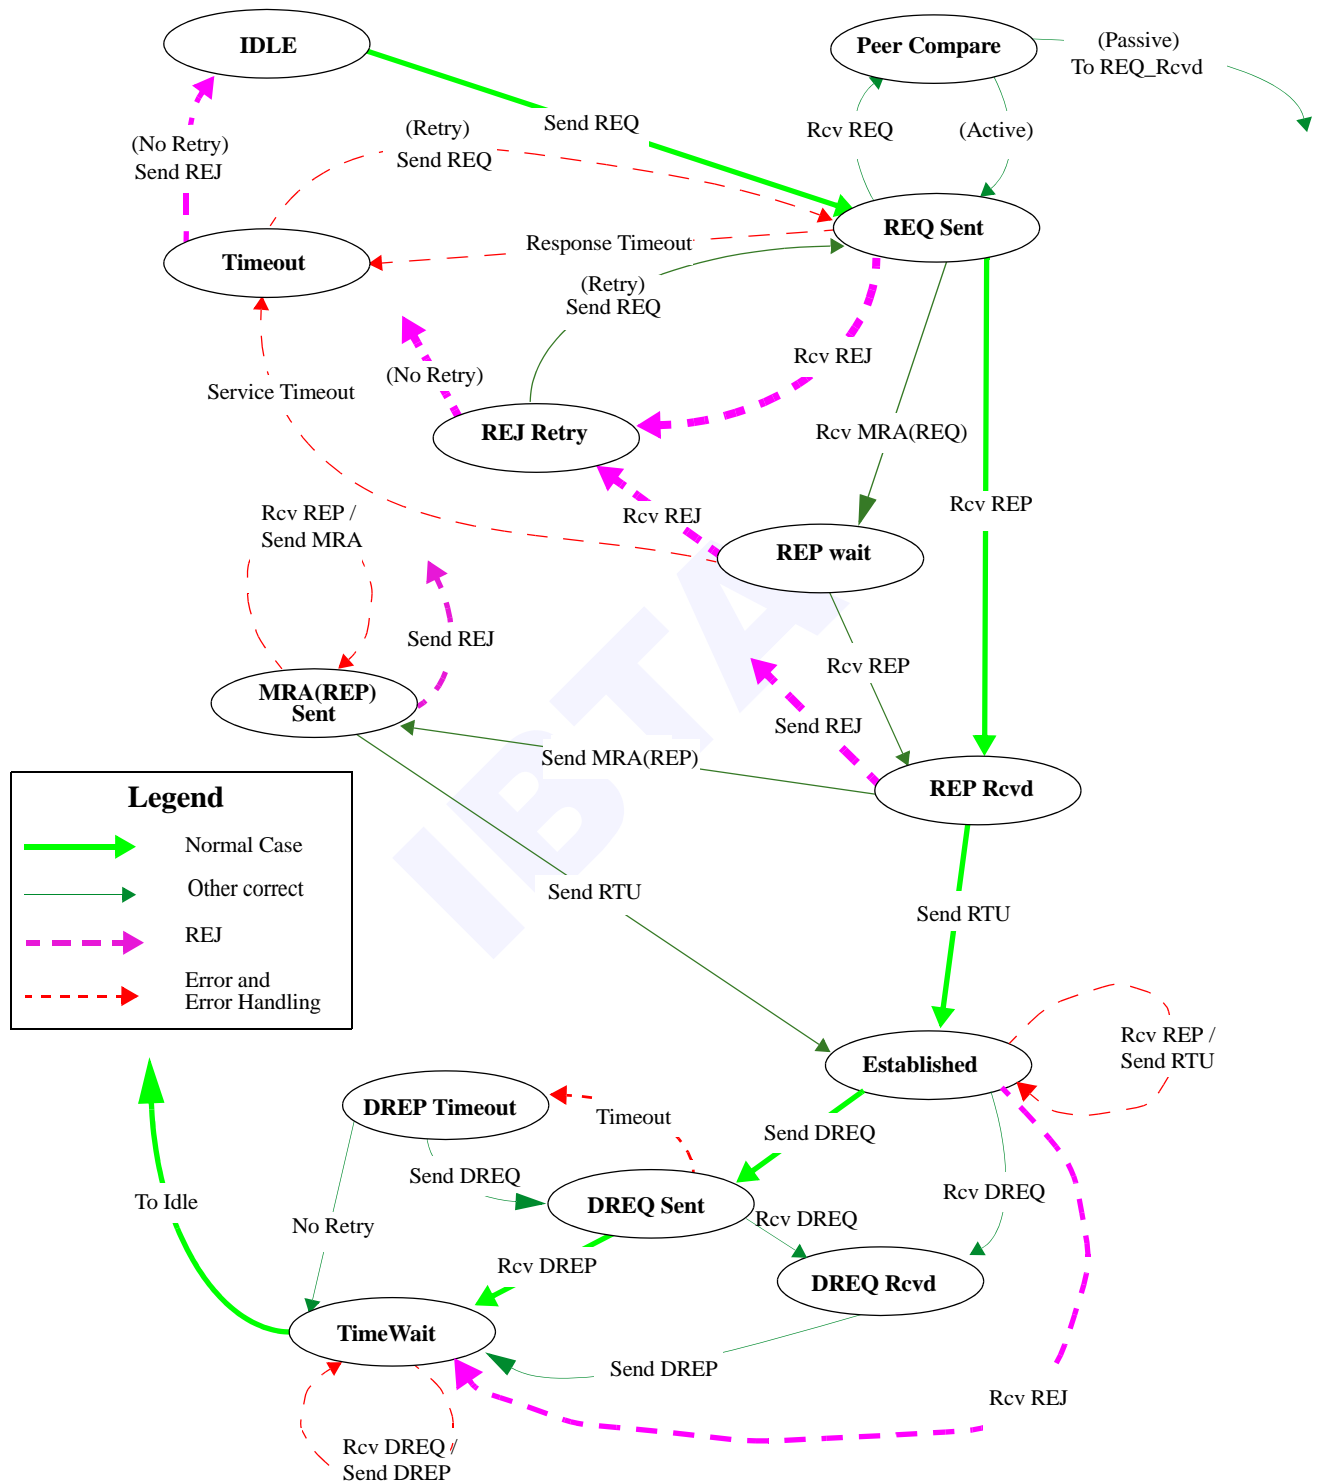 IDLE
Peer Compare
(Passive)
To REQ_Rcvd
Send REQ
(Retry)
Send REQ
Rcv REQ
(Active)
(No Retry)
Send REJ
REQ Sent
Response Timeout
Timeout
(Retry)
Send REQ
Rcv REJ
(No Retry)
Service Timeout
REJ Retry
Rcv MRA(REQ)
Rcv REP
Rcv REJ
Rcv REP /
Send MRA
REP wait
Send REJ
Rcv REP
MRA(REP)
Sent
Send REJ
Send MRA(REP)
REP Rcvd
Legend
Normal Case
Other correct
REJ
Error and
Error Handling
Send RTU
Send RTU
Rcv REP /
Send RTU
Established
DREP Timeout
Timeout
Send DREQ
Send DREQ
Rcv DREQ
To Idle
No Retry
DREQ Sent
Rcv DREQ
Rcv DREP
DREQ Rcvd
TimeWait
Send DREP
Rcv REJ
Rcv DREQ /
Send DREP
IBTA